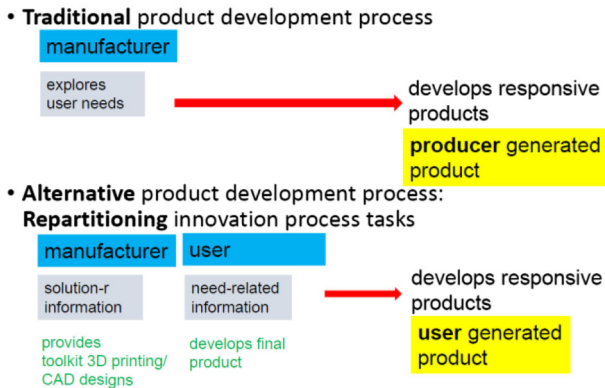 • Traditional product development process
manufacturer
explores
user needs
develops responsive
products
producer generated
product
• Alternative product development process:
Repartitioning innovation process tasks
manufacturer
user
solution-r
information
need-related
information
provides
toolkit 3D printing/
CAD designs
develops final
product
develops responsive
products
user generated
product